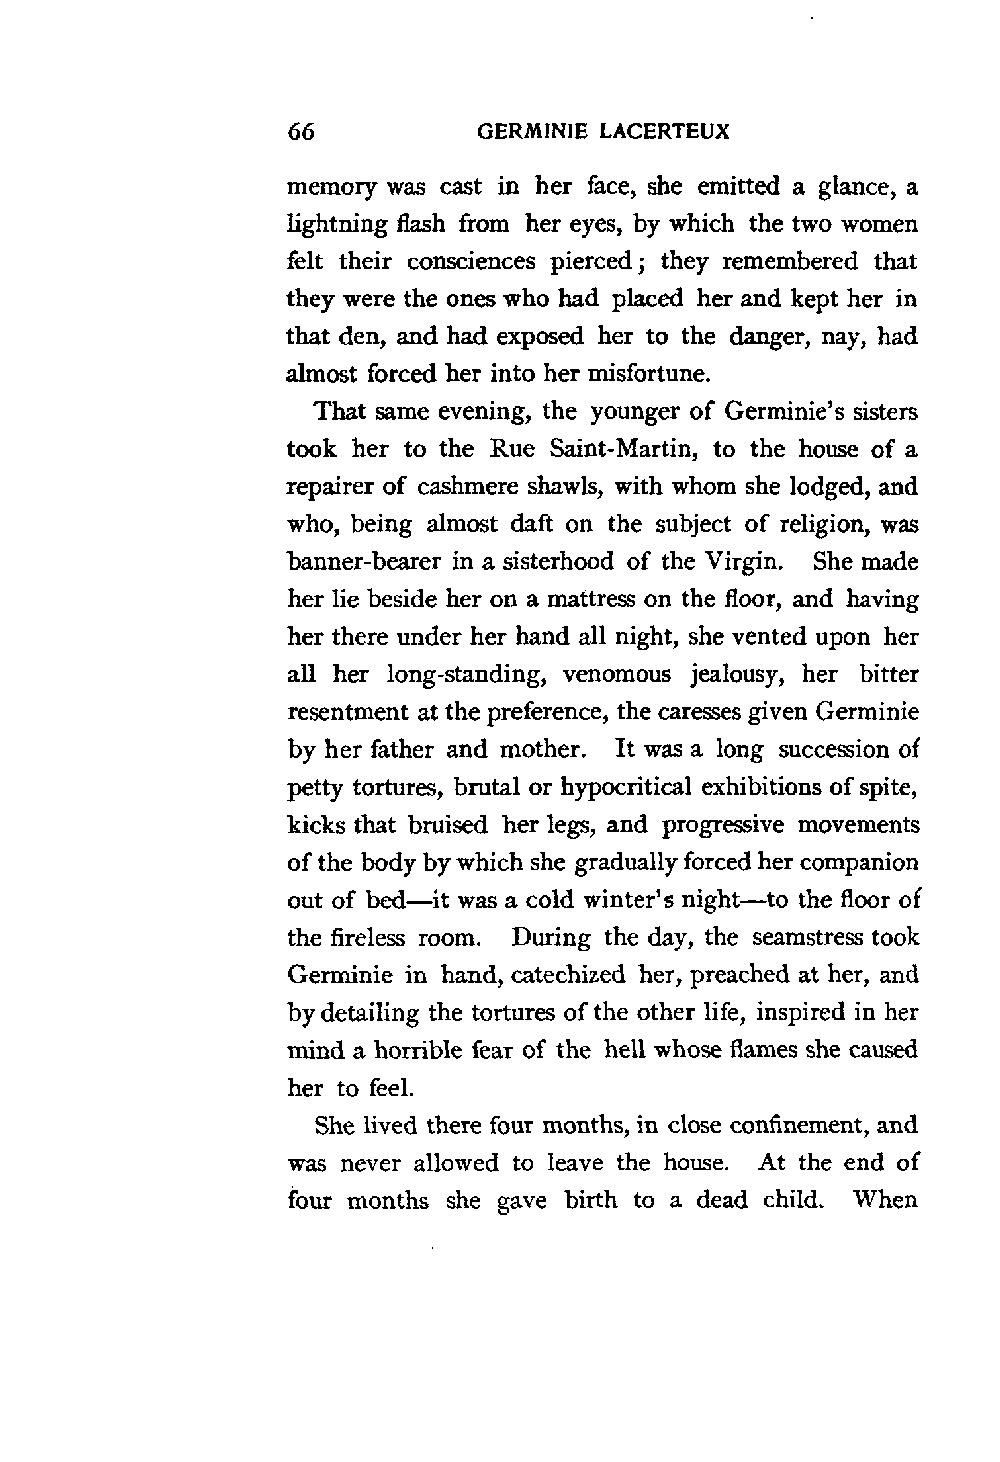 66 GERMINIE LACERTEUX
memory was cast in her face, she emitted a glance, a
lightning flash from her eyes, by which the two women
felt their consciences pierced; they remembered that
they were the ones who had placed her and kept her in
that den, and had exposed her to the danger, nay, had
almost forced her into her misfortune.
That same evening, the younger of Germinie's sisters
took her to the Rue Saint-Martin, to the house of a
repairer of cashmere shawls, with whom she lodged, and
who, being almost daft on the subject of religion, was
banner-bearer in a sisterhood of the Virgin. She made
her lie beside her on a mattress on the floor, and having
her there under her hand all night, she vented upon her
all her long-standing, venomous jealousy, her bitter
resentment at the preference, the caresses given Germinie
by her father and mother. It was a long succession of
petty tortures, brutal or hypocritical exhibitions of spite,
kicks that bruised her legs, and progressive movements
of the body by which she gradually forced her companion
out of bed—it was a cold winter's night—to the floor of
the fireless room. During the day, the seamstress took
Germinie in hand, catechized her, preached at her, and
by detailing the tortures of the other life, inspired in her
mind a horrible fear of the hell whose flames she caused
her to feel.
She lived there four months, in close confinement, and
was never allowed to leave the house. At the end of
four months she gave birth to a dead child. When